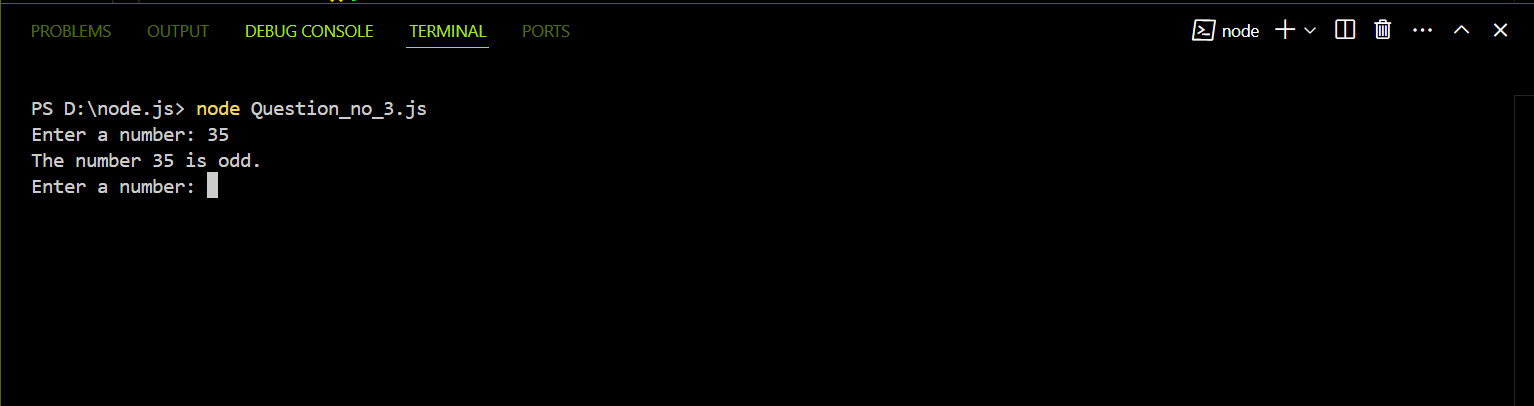 PROBLEMS OUTPUT DEBUG CONSOLE TERMINAL PORTS node
PS D:\node.js> node Question_no_3.js
Enter a number: 35
The number 35 is odd.
Enter a number: